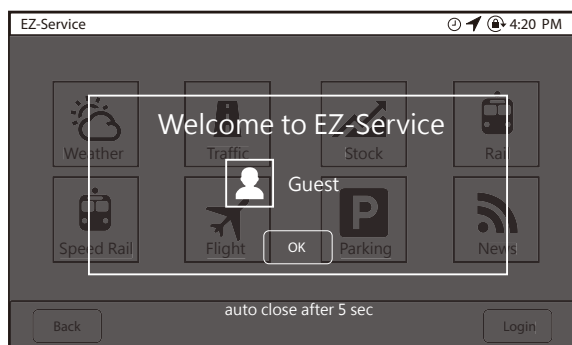 EZ-Service 4:20 PM
Welcome to EZ-Service
Weather Traffic Stock Rail
Guest
P
Speed Rail Flight OK Parking News
auto close after 5 sec
Back Login